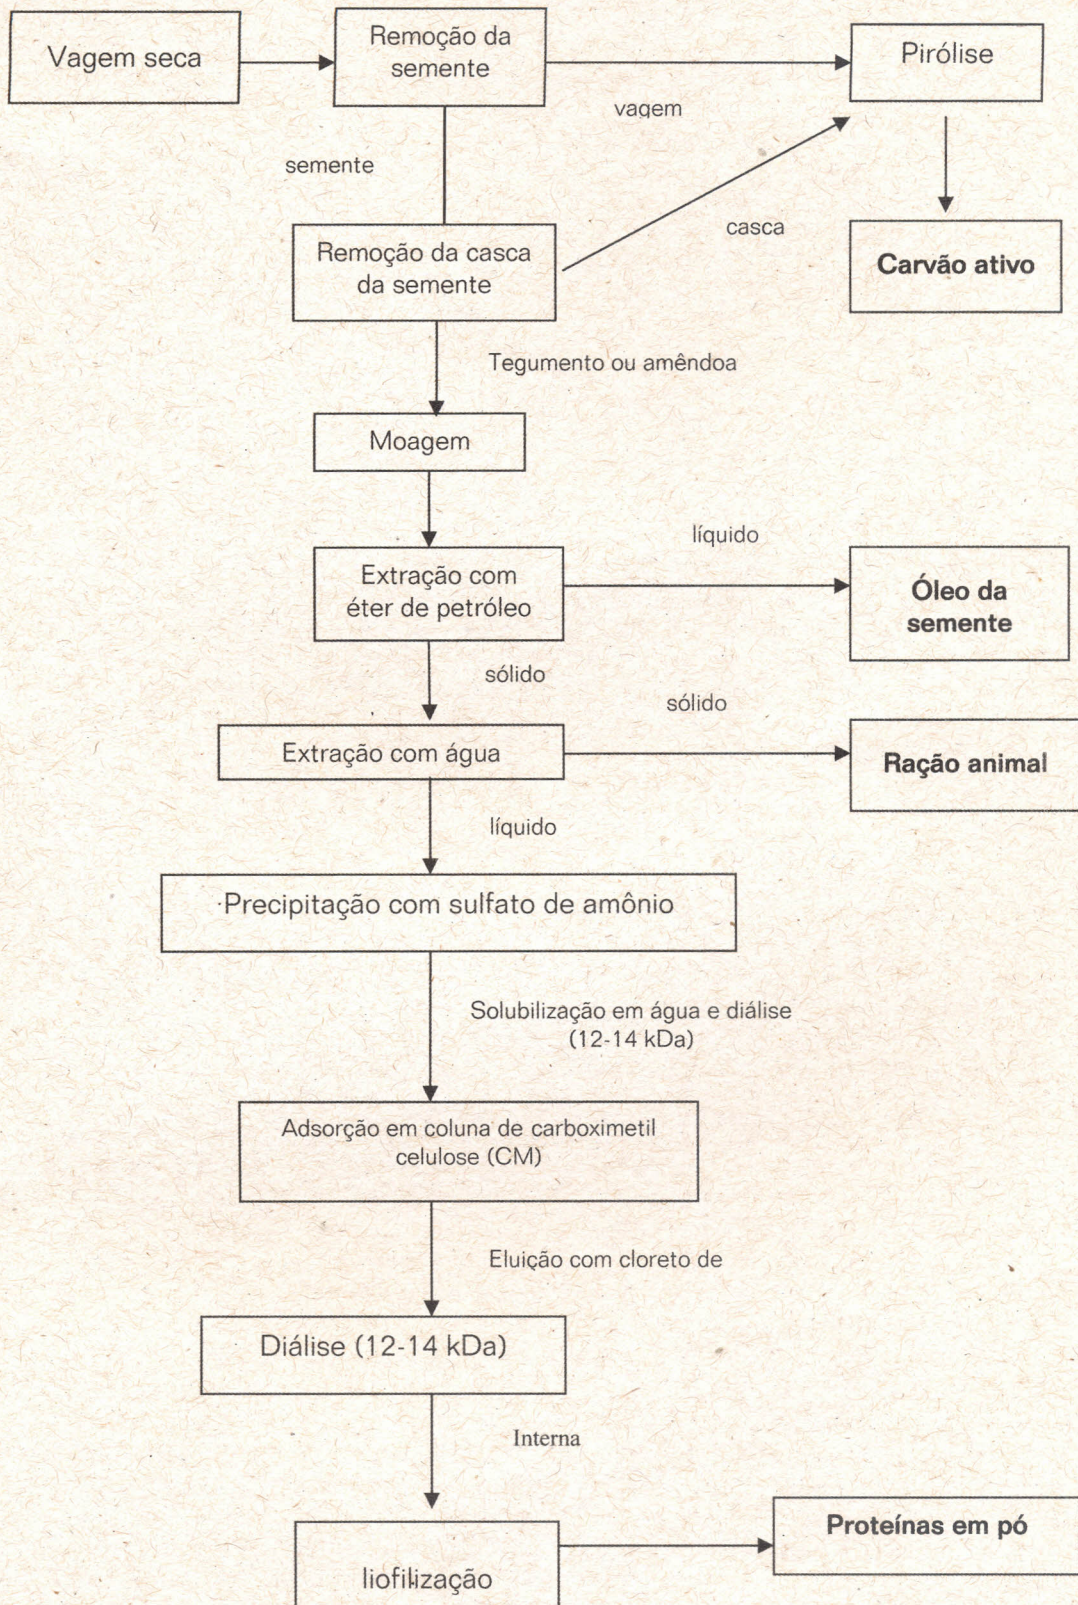 Vagem seca
Remoção da
semente
Pirólise
vagem
semente
casca
Remoção da casca
da semente
Carvão ativo
Tegumento ou amêndoa
Moagem
líquido
Extração com
éter de petróleo
Óleo da
semente
sólido
sólido
Extração com água
Ração animal
líquido
Precipitação com sulfato de amônio
Solubilização em água e diálise
(12-14 kDa)
Adsorção em coluna de carboximetil
celulose (CM)
Eluição com cloreto de
Diálise (12-14 kDa)
Interna
Proteínas em pó
liofilização